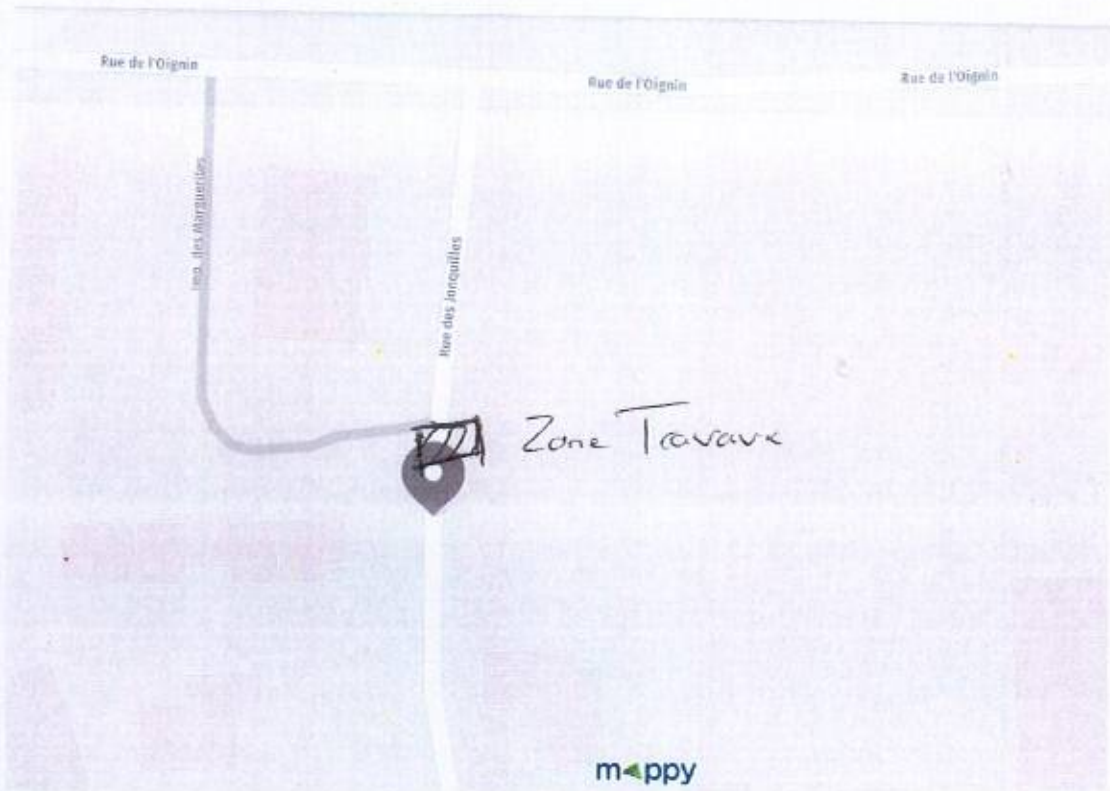 Rue de l'Oignin
Rue de l'Oignin
Rue de l'Oignin
Imp. des Marguerites
Rue des Jonquilles
Zone Travaux
mappy